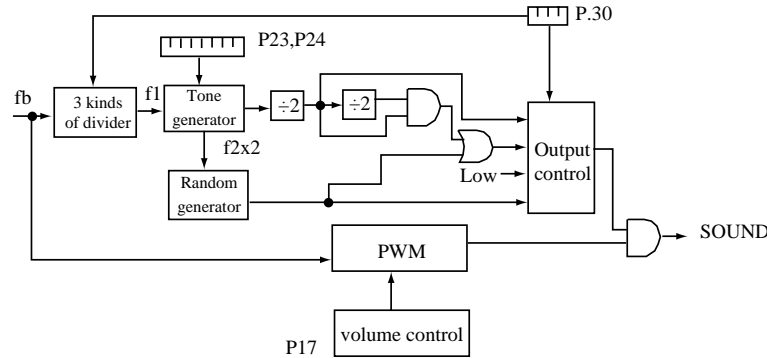 P.30
P23,P24
fb
3 kinds
of divider
f1
Tone
generator
÷2
÷2
f2x2
Random
generator
Low
Output
control
PWM
SOUND
P17
volume control